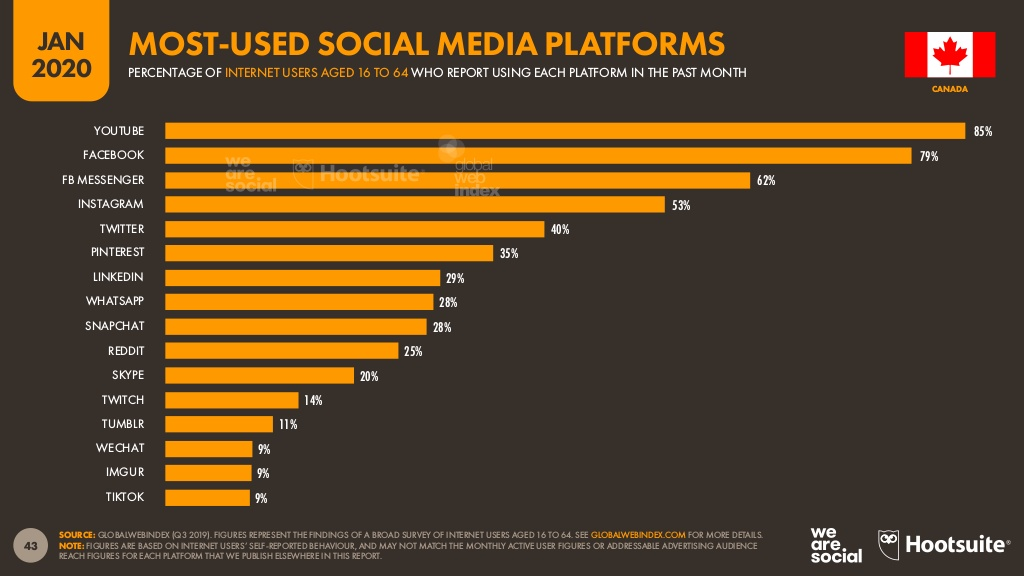 JAN
2020
MOST-USED SOCIAL MEDIA PLATFORMS
PERCENTAGE OF INTERNET USERS AGED 16 TO 64 WHO REPORT USING EACH PLATFORM IN THE PAST MONTH
CANADA
YOUTUBE 85%
FACEBOOK 79%
we
are
social
Hootsuite
global
web
index
FB MESSENGER 62%
INSTAGRAM 53%
TWITTER 40%
PINTEREST 35%
LINKEDIN 29%
WHATSAPP 28%
SNAPCHAT 28%
REDDIT 25%
SKYPE 20%
TWITCH 14%
TUMBLR 11%
WECHAT 9%
IMGUR 9%
TIKTOK 9%
43
SOURCE: GLOBALWEBINDEX (Q3 2019). FIGURES REPRESENT THE FINDINGS OF A BROAD SURVEY OF INTERNET USERS AGED 16 TO 64. SEE GLOBALWEBINDEX.COM FOR MORE DETAILS.
NOTE: FIGURES ARE BASED ON INTERNET USERS' SELF-REPORTED BEHAVIOUR, AND MAY NOT MATCH THE MONTHLY ACTIVE USER FIGURES OR ADDRESSABLE ADVERTISING AUDIENCE
REACH FIGURES FOR EACH PLATFORM THAT WE PUBLISH ELSEWHERE IN THIS REPORT.
we
are
social
Hootsuite®